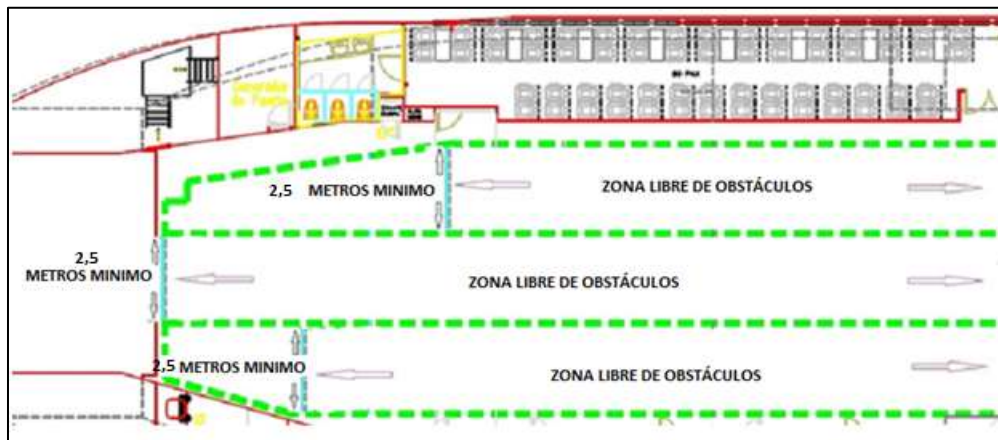 2,5 METROS MINIMO
ZONA LIBRE DE OBSTÁCULOS
2,5
METROS MINIMO
ZONA LIBRE DE OBSTÁCULOS
2,5 METROS MINIMO
ZONA LIBRE DE OBSTÁCULOS